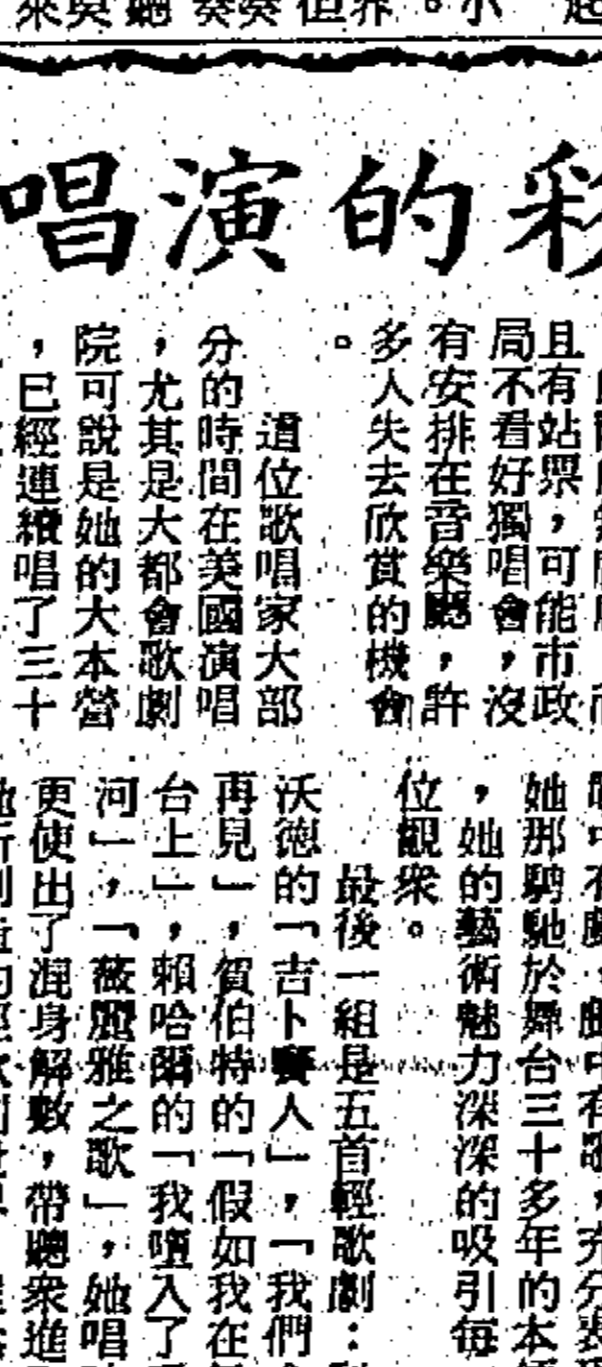 彩的演唱
且有站票，可能市政
局不看好獨唱會，沒
有安排在音樂廳，許
多人失去欣賞的機會
。
這位歌唱家大部
分的時間在美國演唱
，尤其是大都會歌劇
院可說是她的大本營
，已經連續唱了三十
她那騁馳於舞台三十多年的本
，她的藝術魅力深深的吸引每
位觀眾。
最後一組是五首輕歌劇：
沃德的「吉卜賽人」，「我們
再見」，賀伯特的「假如我在
台上」，賴哈爾的「我墮入了
河」，「薇麗雅之歌」，她唱
更使出了渾身解數，帶聽眾進